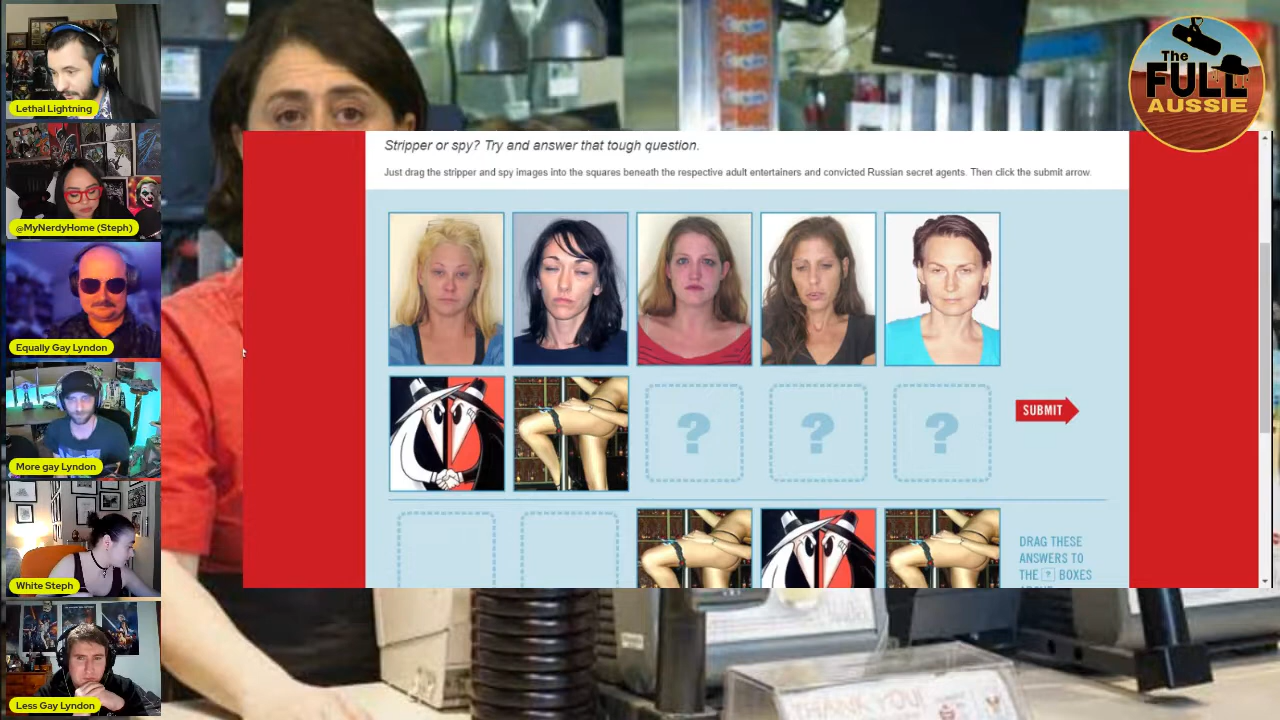 Lethal Lightning
@MyNerdyHome (Steph)
Equally Gay Lyndon
More gay Lyndon
White Steph
Less Gay Lyndon
The
FULL
AUSSIE
Stripper or spy? Try and answer that tough question.
Just drag the stripper and spy images into the squares beneath the respective adult entertainers and convicted Russian secret agents. Then click the submit arrow.
? ? ?
SUBMIT
DRAG THESE
ANSWERS TO
THE ? BOXES
THANK YOU